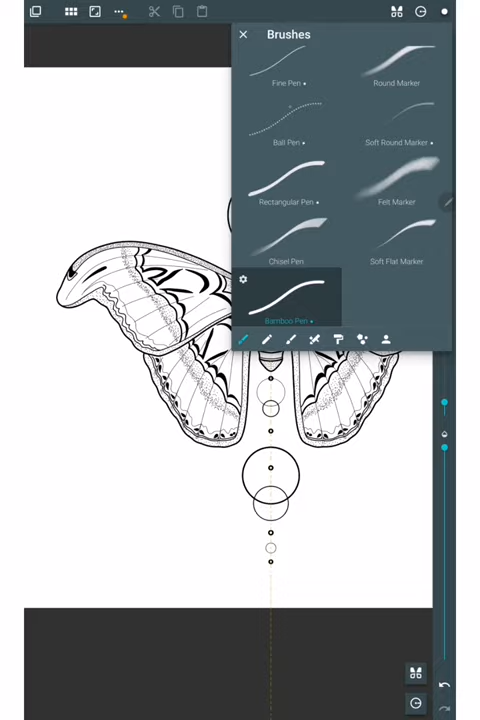 Brushes
Fine Pen • Round Marker
Ball Pen • Soft Round Marker •
Rectangular Pen • Felt Marker
Chisel Pen Soft Flat Marker
Bamboo Pen •